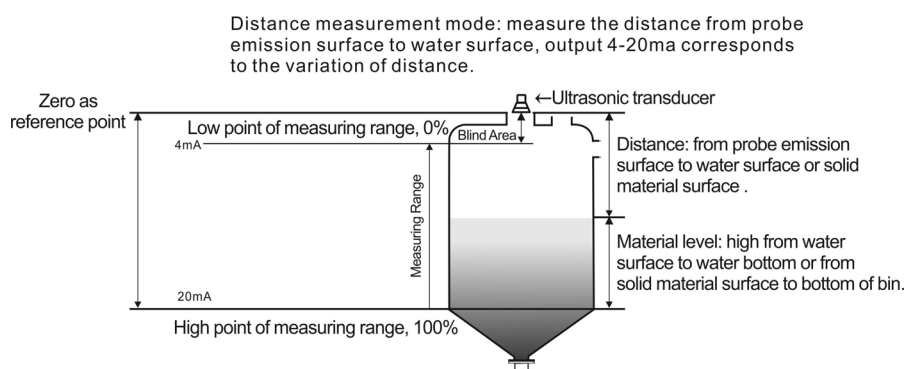 Distance measurement mode: measure the distance from probe
emission surface to water surface, output 4-20ma corresponds
to the variation of distance.
Zero as
reference point
←Ultrasonic transducer
Low point of measuring range, 0%
Blind Area
4mA
Distance: from probe emission
surface to water surface or solid
material surface .
Measuring Range
Material level: high from water
surface to water bottom or from
solid material surface to bottom of bin.
20mA
High point of measuring range, 100%